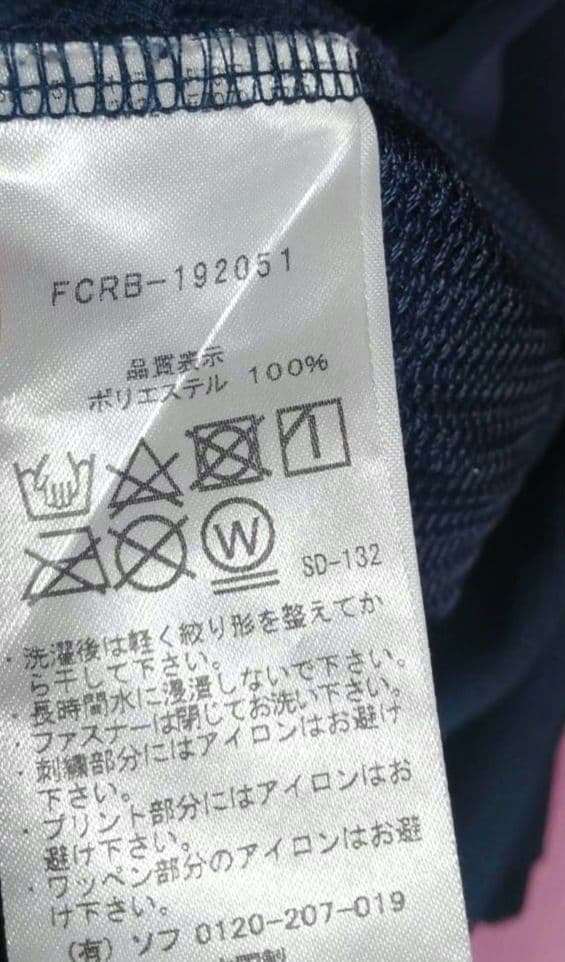 FCRB-192051
品質表示
ポリエステル 100%
W
SD-132
・洗濯後は軽く絞り形を整えてか
ら干して下さい。
・長時間水に浸漬しないで下さい。
・ファスナーは閉じてお洗い下さい。
・刺繍部分にはアイロンはお避け
下さい。
・プリント部分にはアイロンはお
避け下さい。
・ワッペン部分のアイロンはお避
け下さい。
(有) ソフ 0120-207-019